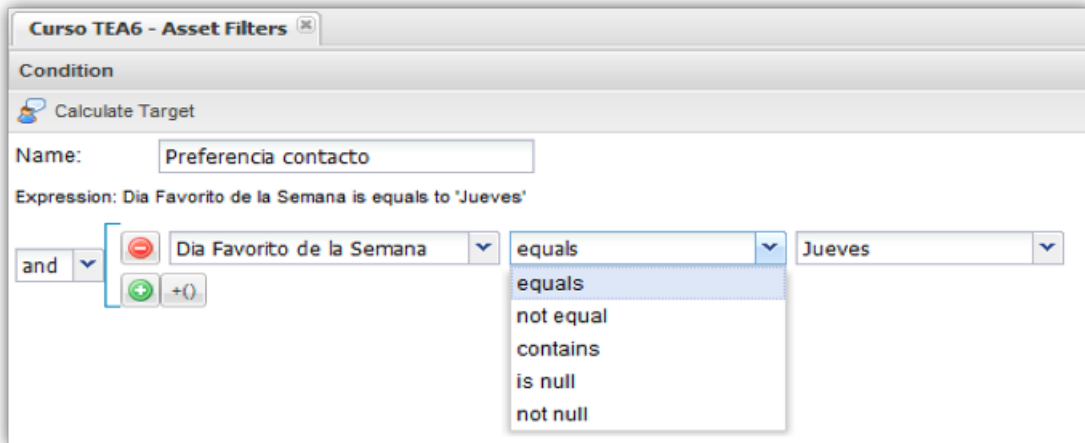 Curso TEA6 - Asset Filters
Condition
Calculate Target
Name: Preferencia contacto
Expression: Dia Favorito de la Semana is equals to 'Jueves'
and Dia Favorito de la Semana equals Jueves
+()
equals
not equal
contains
is null
not null